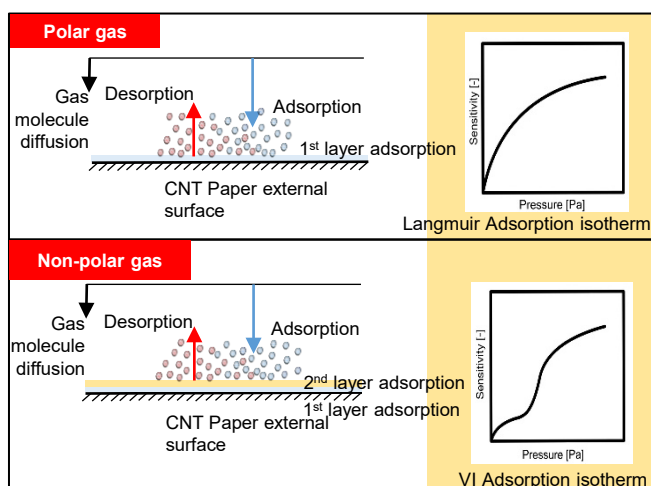 Polar gas
Gas
molecule
diffusion
Desorption
Adsorption
1st layer adsorption
CNT Paper external
surface
Sensitivity [-]
Pressure [Pa]
Langmuir Adsorption isotherm
Non-polar gas
Gas
molecule
diffusion
Desorption
Adsorption
2nd layer adsorption
1st layer adsorption
CNT Paper external
surface
Sensitivity [-]
Pressure [Pa]
VI Adsorption isotherm